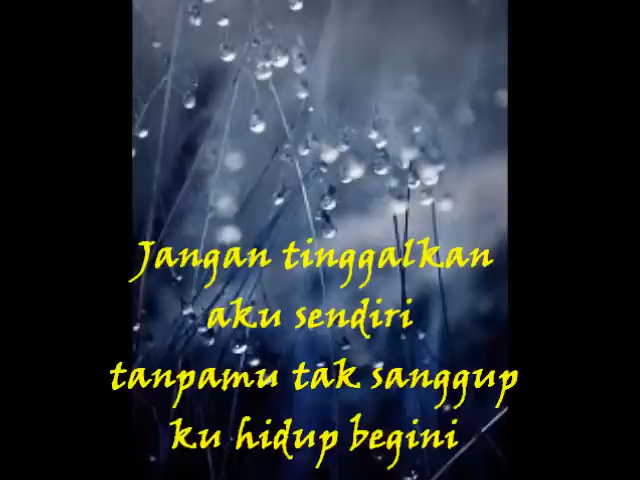 Jangan tinggalkan
aku sendiri
tanpamu tak sanggup
ku hidup begini